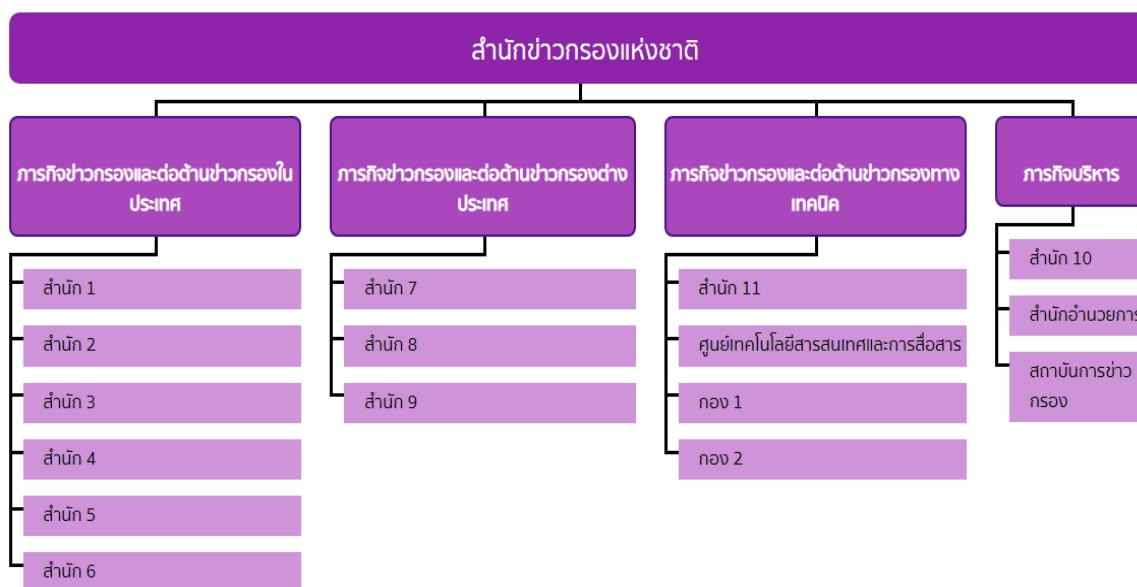 สำนักข่าวกรองแห่งชาติ
ภารกิจข่าวกรองและต่อต้านข่าวกรองใน
ประเทศ
สำนัก 1
สำนัก 2
สำนัก 3
สำนัก 4
สำนัก 5
สำนัก 6
ภารกิจข่าวกรองและต่อต้านข่าวกรองต่าง
ประเทศ
สำนัก 7
สำนัก 8
สำนัก 9
ภารกิจข่าวกรองและต่อต้านข่าวกรองทาง
เทคนิค
สำนัก 11
ศูนย์เทคโนโลยีสารสนเทศและการสื่อสาร
กอง 1
กอง 2
ภารกิจบริหาร
สำนัก 10
สำนักอำนวยการ
สถาบันการข่าว
กรอง